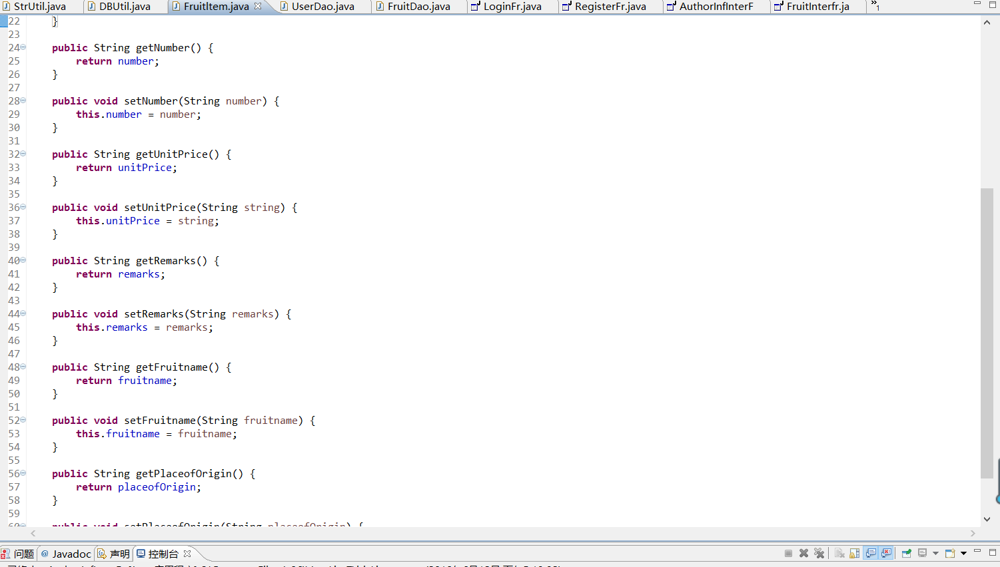 StrUtil.java DBUtil.java FruitItem.java UserDao.java FruitDao.java LoginFr.java RegisterFr.java AuthorInfInterF FruitInterfr.ja »1
22 }
23
24 public String getNumber() {
25 return number;
26 }
27
28 public void setNumber(String number) {
29 this.number = number;
30 }
31
32 public String getUnitPrice() {
33 return unitPrice;
34 }
35
36 public void setUnitPrice(String string) {
37 this.unitPrice = string;
38 }
39
40 public String getRemarks() {
41 return remarks;
42 }
43
44 public void setRemarks(String remarks) {
45 this.remarks = remarks;
46 }
47
48 public String getFruitname() {
49 return fruitname;
50 }
51
52 public void setFruitname(String fruitname) {
53 this.fruitname = fruitname;
54 }
55
56 public String getPlaceofOrigin() {
57 return placeofOrigin;
58 }
59
60 public void setPlaceofOrigin(String placeofOrigin) {
问题 @ Javadoc 声明 控制台